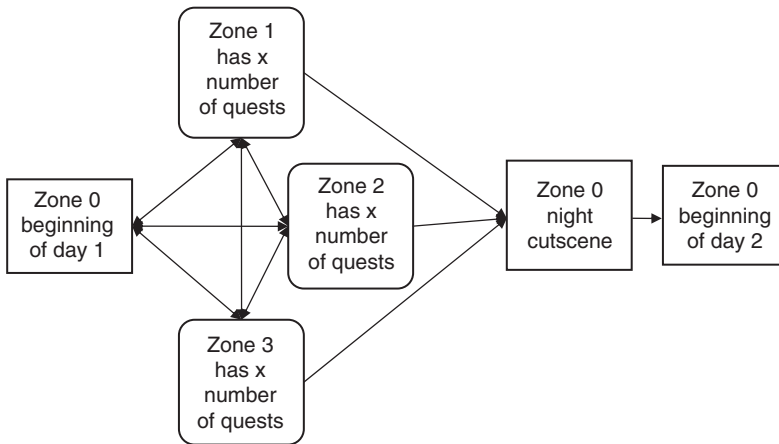 Zone 1
has x
number
of quests
Zone 0
beginning
of day 1
Zone 2
has x
number
of quests
Zone 0
night
cutscene
Zone 0
beginning
of day 2
Zone 3
has x
number
of quests